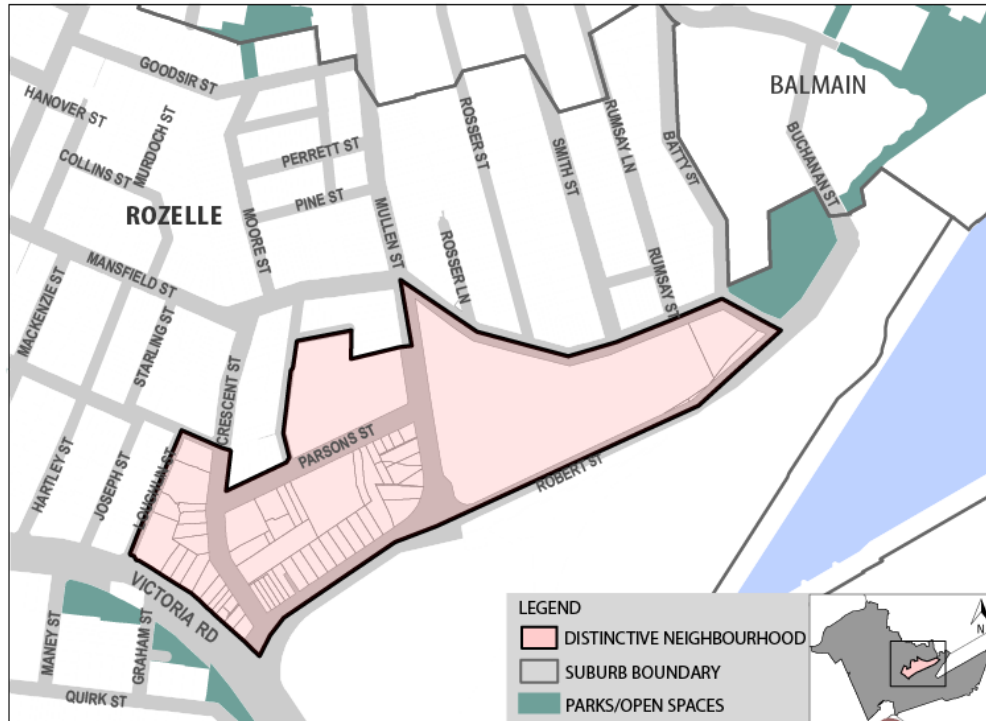 GOODSIR ST
HANOVER ST
MURDOCH ST
COLLINS ST
PERRETT ST
PINE ST
ROZELLE
MOORE ST
MULLEN ST
ROSSER ST
ROSSER LN
SMITH ST
RUMSAY LN
RUMSAY ST
BATTY ST
BALMAIN
BUCHANAN ST
MANSFIELD ST
MACKENZIE ST
STARLING ST
CRESCENT ST
HARTLEY ST
JOSEPH ST
LOUGHLIN ST
PARSONS ST
ROBERT ST
VICTORIA RD
MANEY ST
GRAHAM ST
QUIRK ST
LEGEND
DISTINCTIVE NEIGHBOURHOOD
SUBURB BOUNDARY
PARKS/OPEN SPACES
N